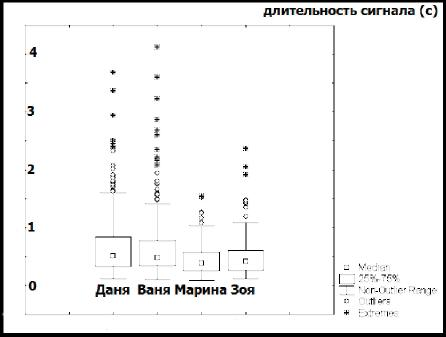 длительность сигнала (с)
4
3
2
1
0
Даня Ваня Марина Зоя
Median
25%-75%
Non-Outlier Range
Outliers
Extremes